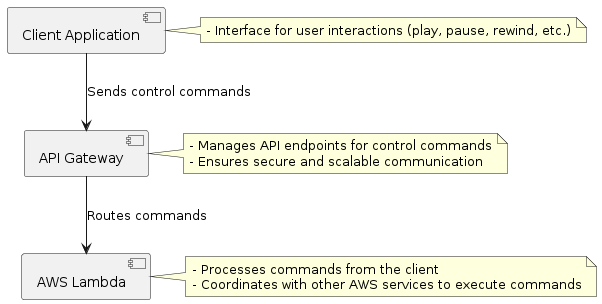 Client Application
- Interface for user interactions (play, pause, rewind, etc.)
Sends control commands
API Gateway
- Manages API endpoints for control commands
- Ensures secure and scalable communication
Routes commands
AWS Lambda
- Processes commands from the client
- Coordinates with other AWS services to execute commands